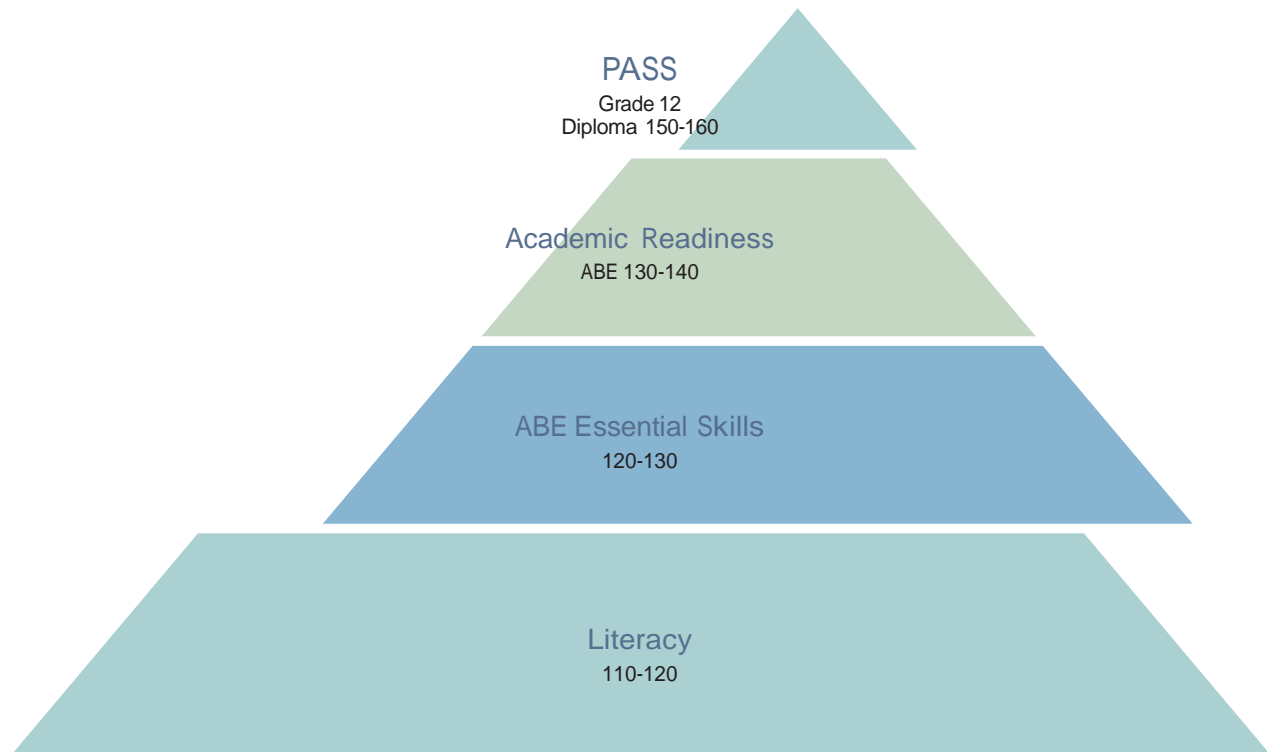 PASS
Grade 12
Diploma 150-160
Academic Readiness
ABE 130-140
ABE Essential Skills
120-130
Literacy
110-120